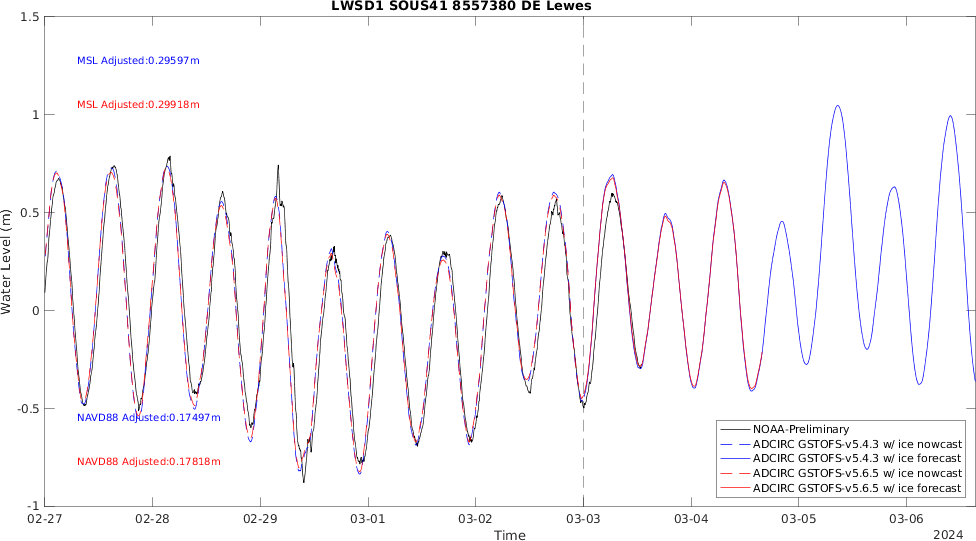 LWSD1 SOUS41 8557380 DE Lewes
1.5
1
0.5
0
-0.5
-1
Water Level (m)
MSL Adjusted:0.29597m
MSL Adjusted:0.29918m
NAVD88 Adjusted:0.17497m
NAVD88 Adjusted:0.17818m
NOAA-Preliminary
ADCIRC GSTOFS-v5.4.3 w/ ice nowcast
ADCIRC GSTOFS-v5.4.3 w/ ice forecast
ADCIRC GSTOFS-v5.6.5 w/ ice nowcast
ADCIRC GSTOFS-v5.6.5 w/ ice forecast
02-27 02-28 02-29 03-01 03-02 03-03 03-04 03-05 03-06
Time
2024